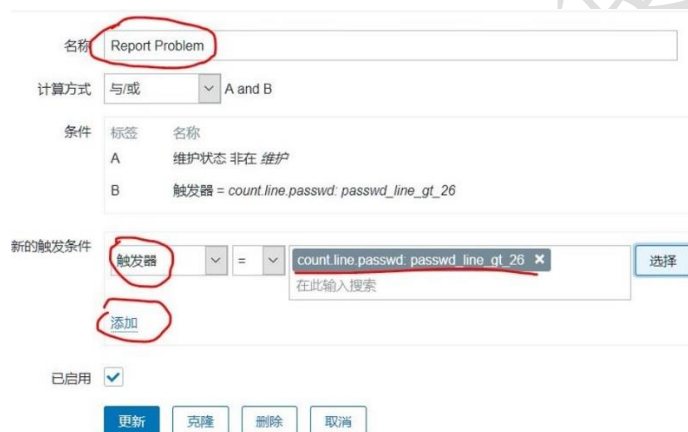 名称 Report Problem
计算方式 与/或 A and B
条件 标签 名称
A 维护状态 非在 维护
B 触发器 = count.line.passwd: passwd_line_gt_26
新的触发条件 触发器 = count.line.passwd: passwd_line_gt_26 × 选择
在此输入搜索
添加
已启用
更新 克隆 删除 取消